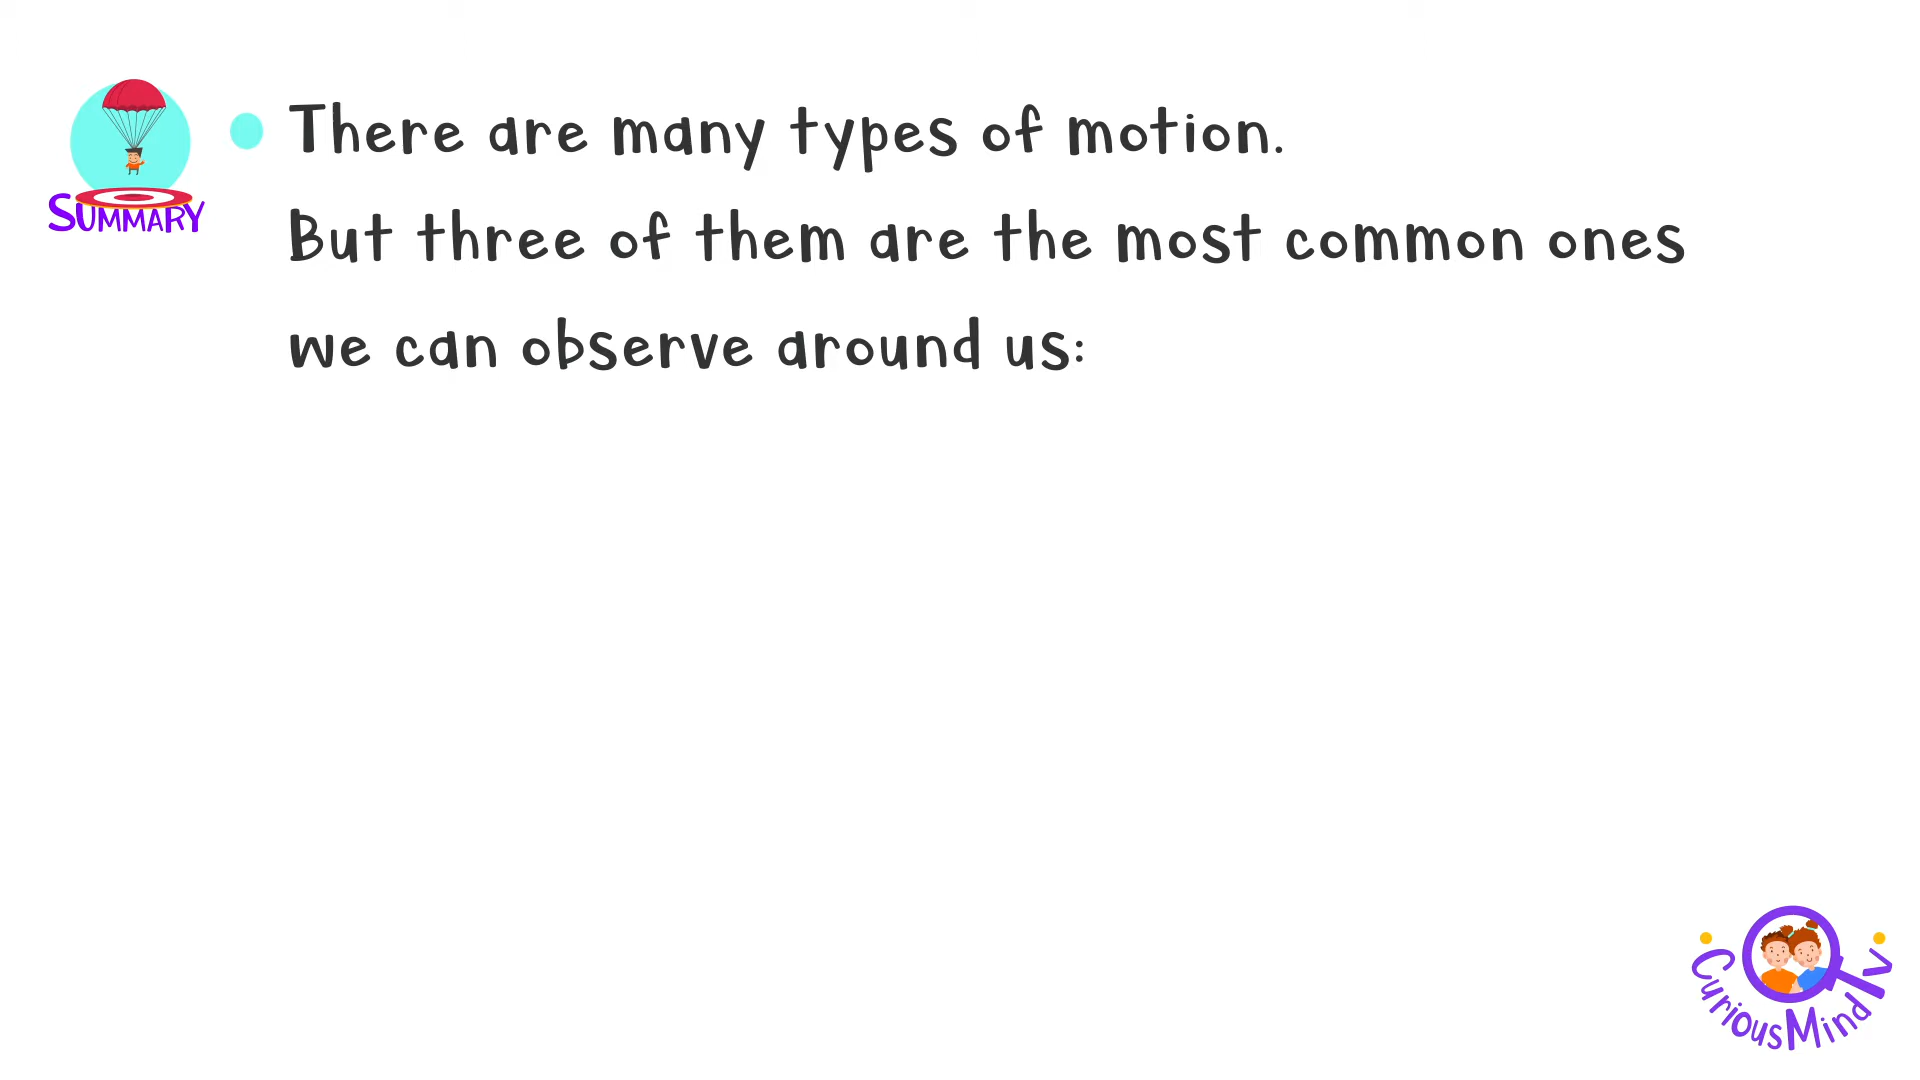 There are many types of motion.
But three of them are the most common ones
we can observe around us:
SUMMARY
CuriousMind TV